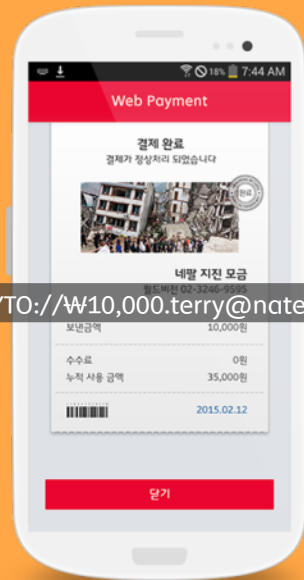 18% 7:44 AM
Web Payment
결제 완료
결제가 정상처리 되었습니다
완료
네팔 지진 모금
월드비전 02-3246-9595
YTO://₩10,000.terry@nate
보낸금액 10,000원
수수료 0원
누적 사용 금액 35,000원
2015.02.12
닫기